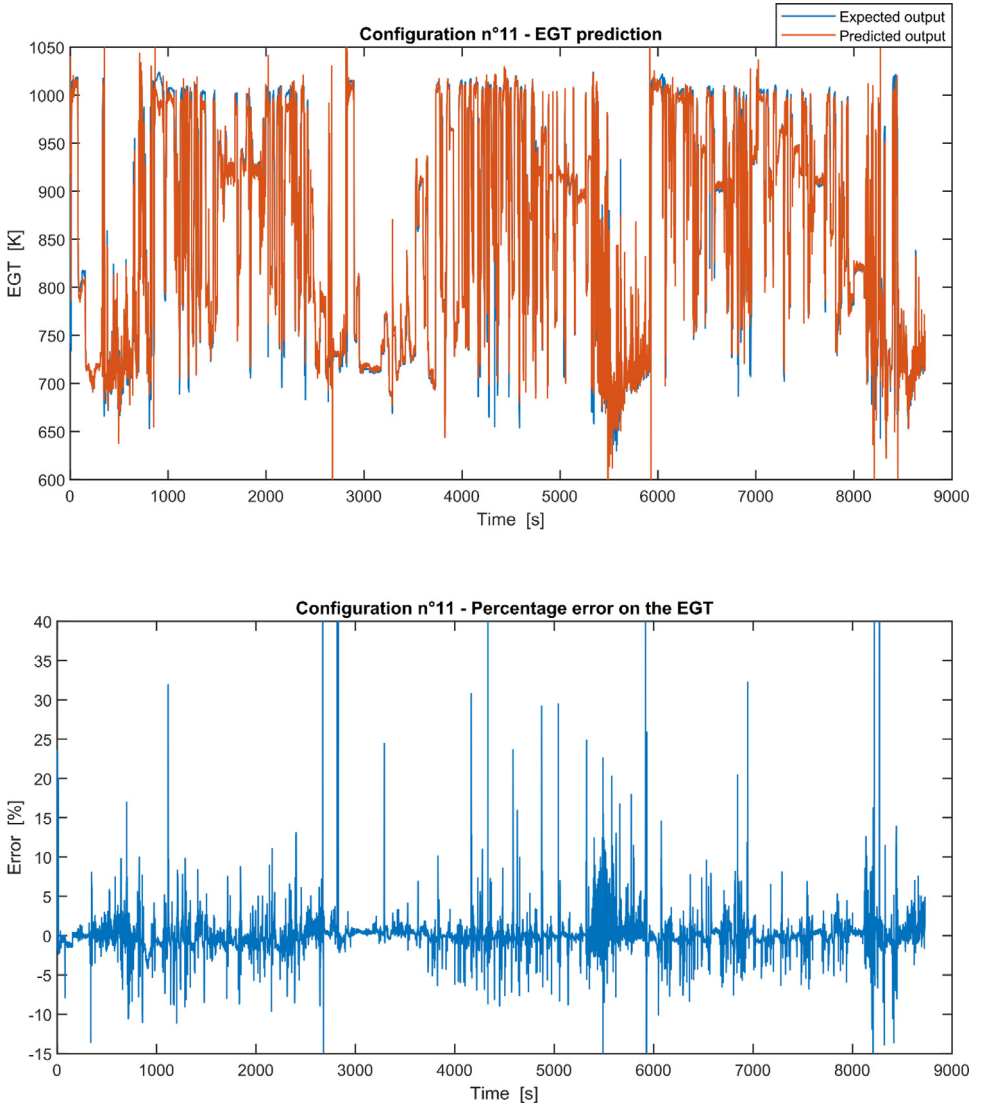 Configuration n°11 - EGT prediction
Expected output
Predicted output
EGT [K]
1050
1000
950
900
850
800
750
700
650
600
0 1000 2000 3000 4000 5000 6000 7000 8000 9000
Time [s]
Configuration n°11 - Percentage error on the EGT
Error [%]
40
35
30
25
20
15
10
5
0
-5
-10
-15
0 1000 2000 3000 4000 5000 6000 7000 8000 9000
Time [s]